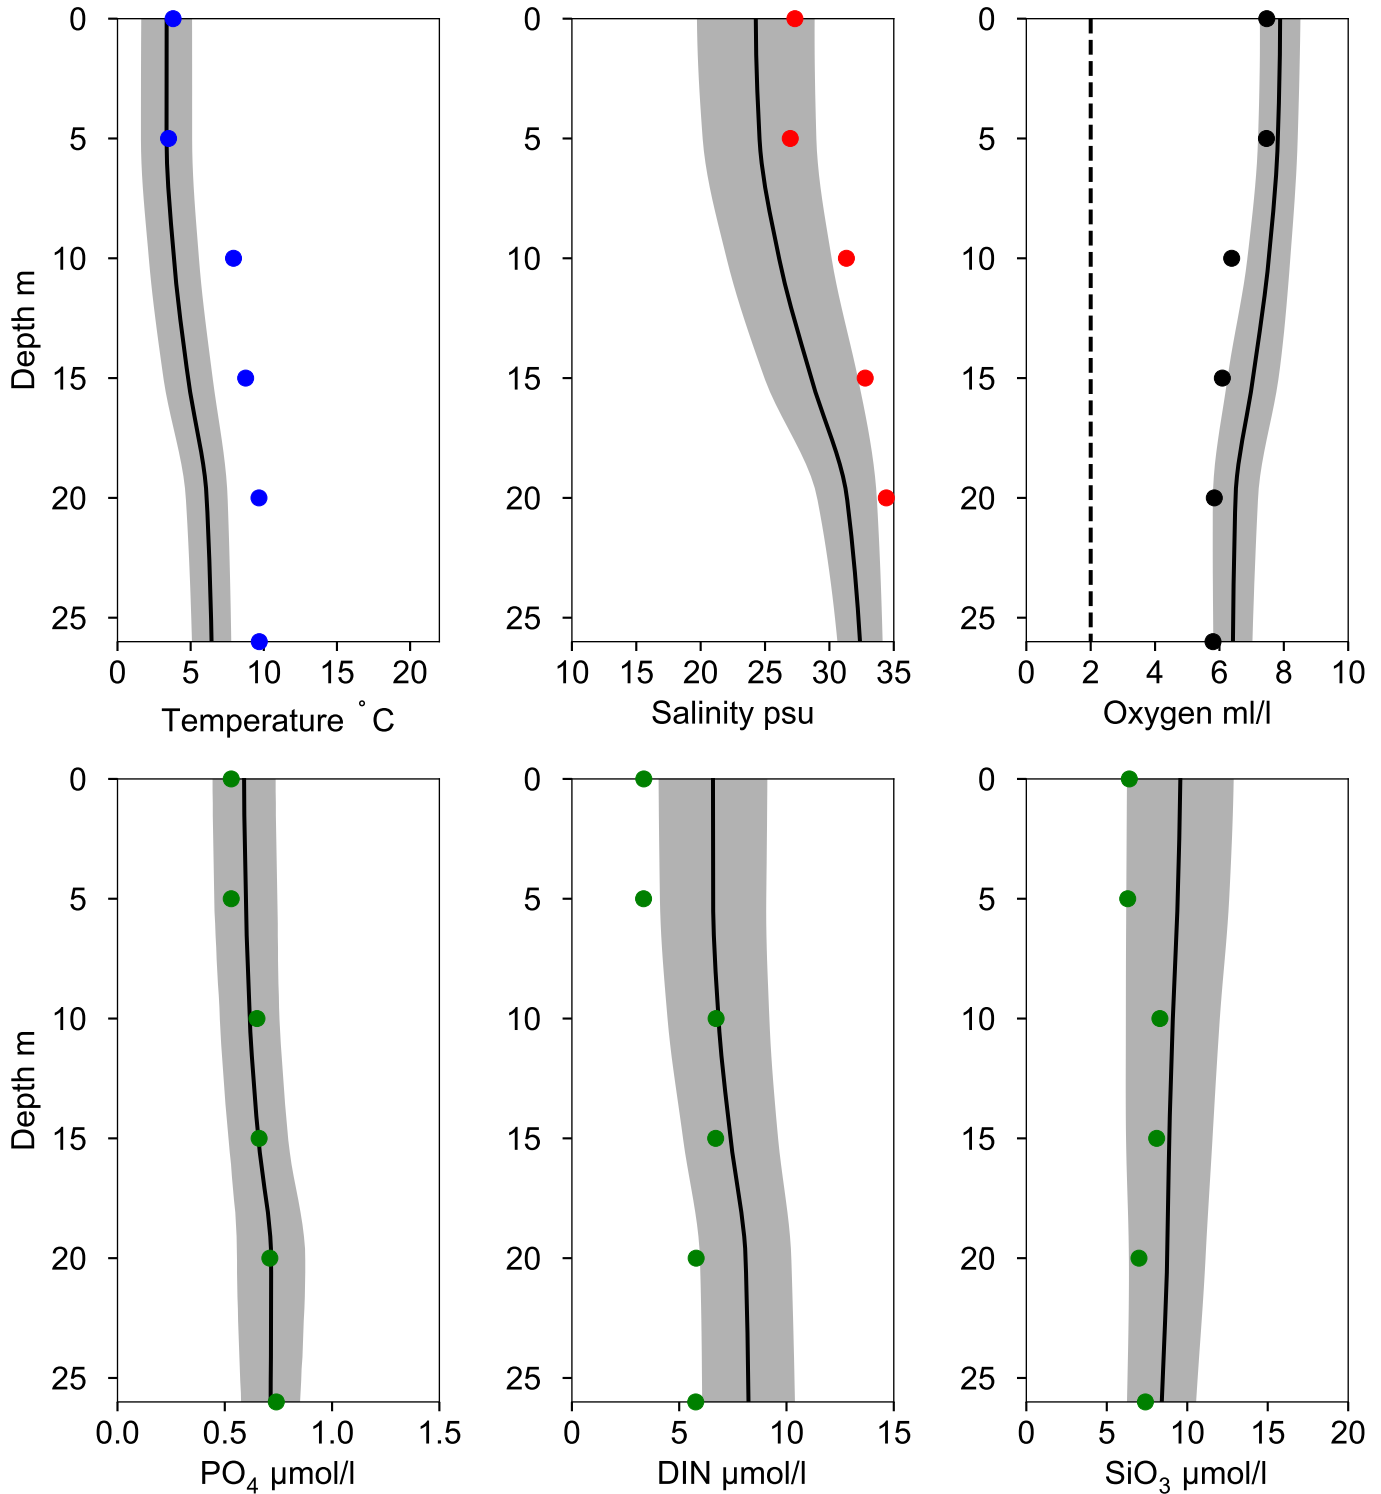 0
5
10
15
20
25
Depth m
0 5 10 15 20
Temperature ° C
0
5
10
15
20
25
10 15 20 25 30 35
Salinity psu
0
5
10
15
20
25
0 2 4 6 8 10
Oxygen ml/l
0
5
10
15
20
25
Depth m
0.0 0.5 1.0 1.5
PO₄ µmol/l
0
5
10
15
20
25
0 5 10 15
DIN µmol/l
0
5
10
15
20
25
0 5 10 15 20
SiO₃ µmol/l